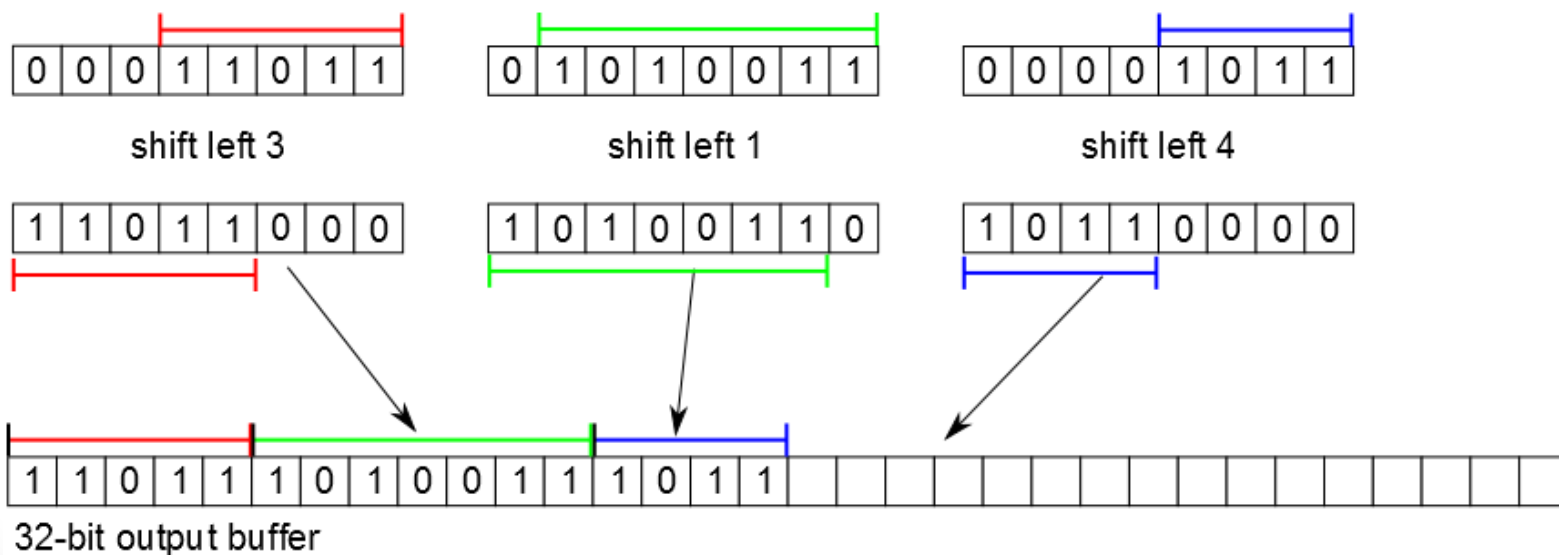 0 0 0 1 1 0 1 1 0 1 0 1 0 0 1 1 0 0 0 0 1 0 1 1
shift left 3 shift left 1 shift left 4
1 1 0 1 1 0 0 0 1 0 1 0 0 1 1 0 1 0 1 1 0 0 0 0
1 1 0 1 1 1 0 1 0 0 1 1 1 0 1 1
32-bit output buffer